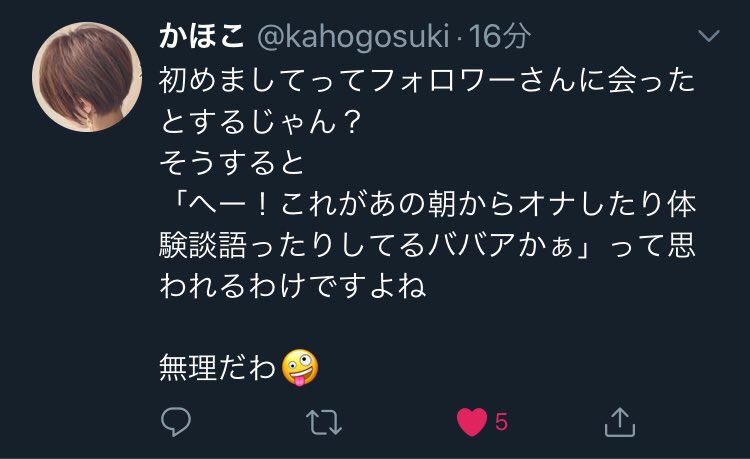 かほこ @kahogosuki・16分
初めましてってフォロワーさんに会った
とするじゃん？
そうすると
「へー！これがあの朝からオナしたり体
験談語ったりしてるババアかぁ」って思
われるわけですよね
無理だわ🤪
5